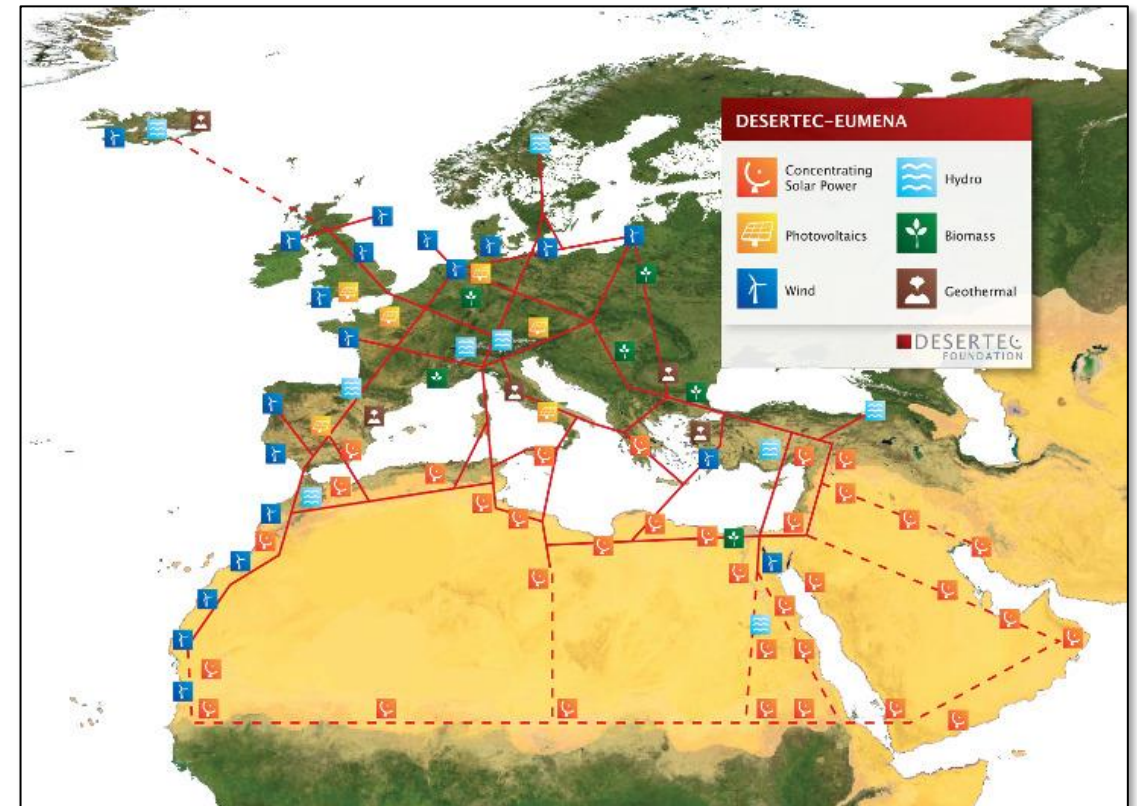 DESERTEC-EUMENA
Concentrating
Solar Power
Hydro
Photovoltaics
Biomass
Wind
Geothermal
DESERTEC
FOUNDATION